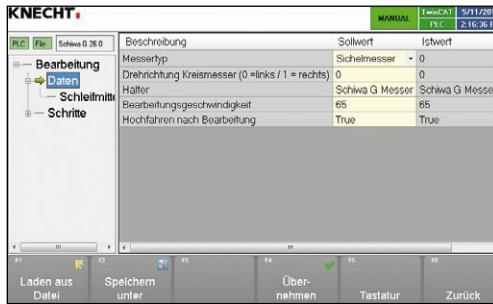 KNECHT.
MANUAL
TwinCAT 5/11/20
PLC 2:16:36 P
PLC File Schiwa G 26 0
Beschreibung Sollwert Istwert
Bearbeitung
Daten
Schleifmitt
Schritte
Messertyp Sichelmesser 0
Drehrichtung Kreismesser (0 =links / 1 = rechts) 0 0
Halter Schiwa G Messer Schiwa G Messe
Bearbeitungsgeschwindigkeit 65 65
Hochfahren nach Bearbeitung True True
F1 F2 F3 F4 F5 F6
Laden aus Datei
Speichern unter
Über-
nehmen
Tastatur
Zurück